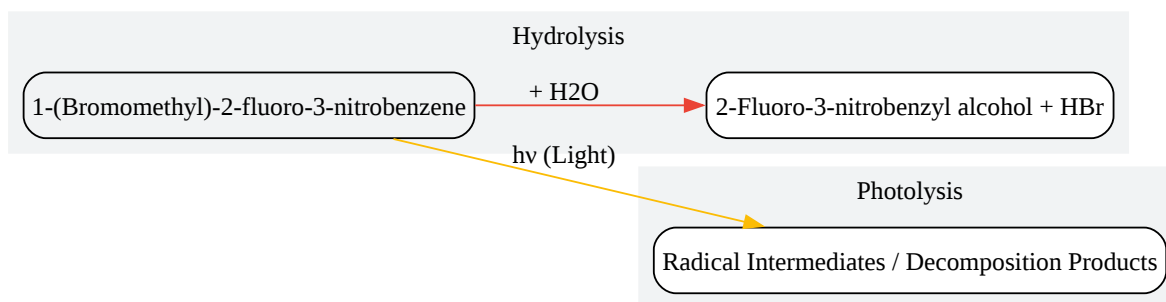 Hydrolysis
1-(Bromomethyl)-2-fluoro-3-nitrobenzene
+ H2O
2-Fluoro-3-nitrobenzyl alcohol + HBr
hν (Light)
Photolysis
Radical Intermediates / Decomposition Products